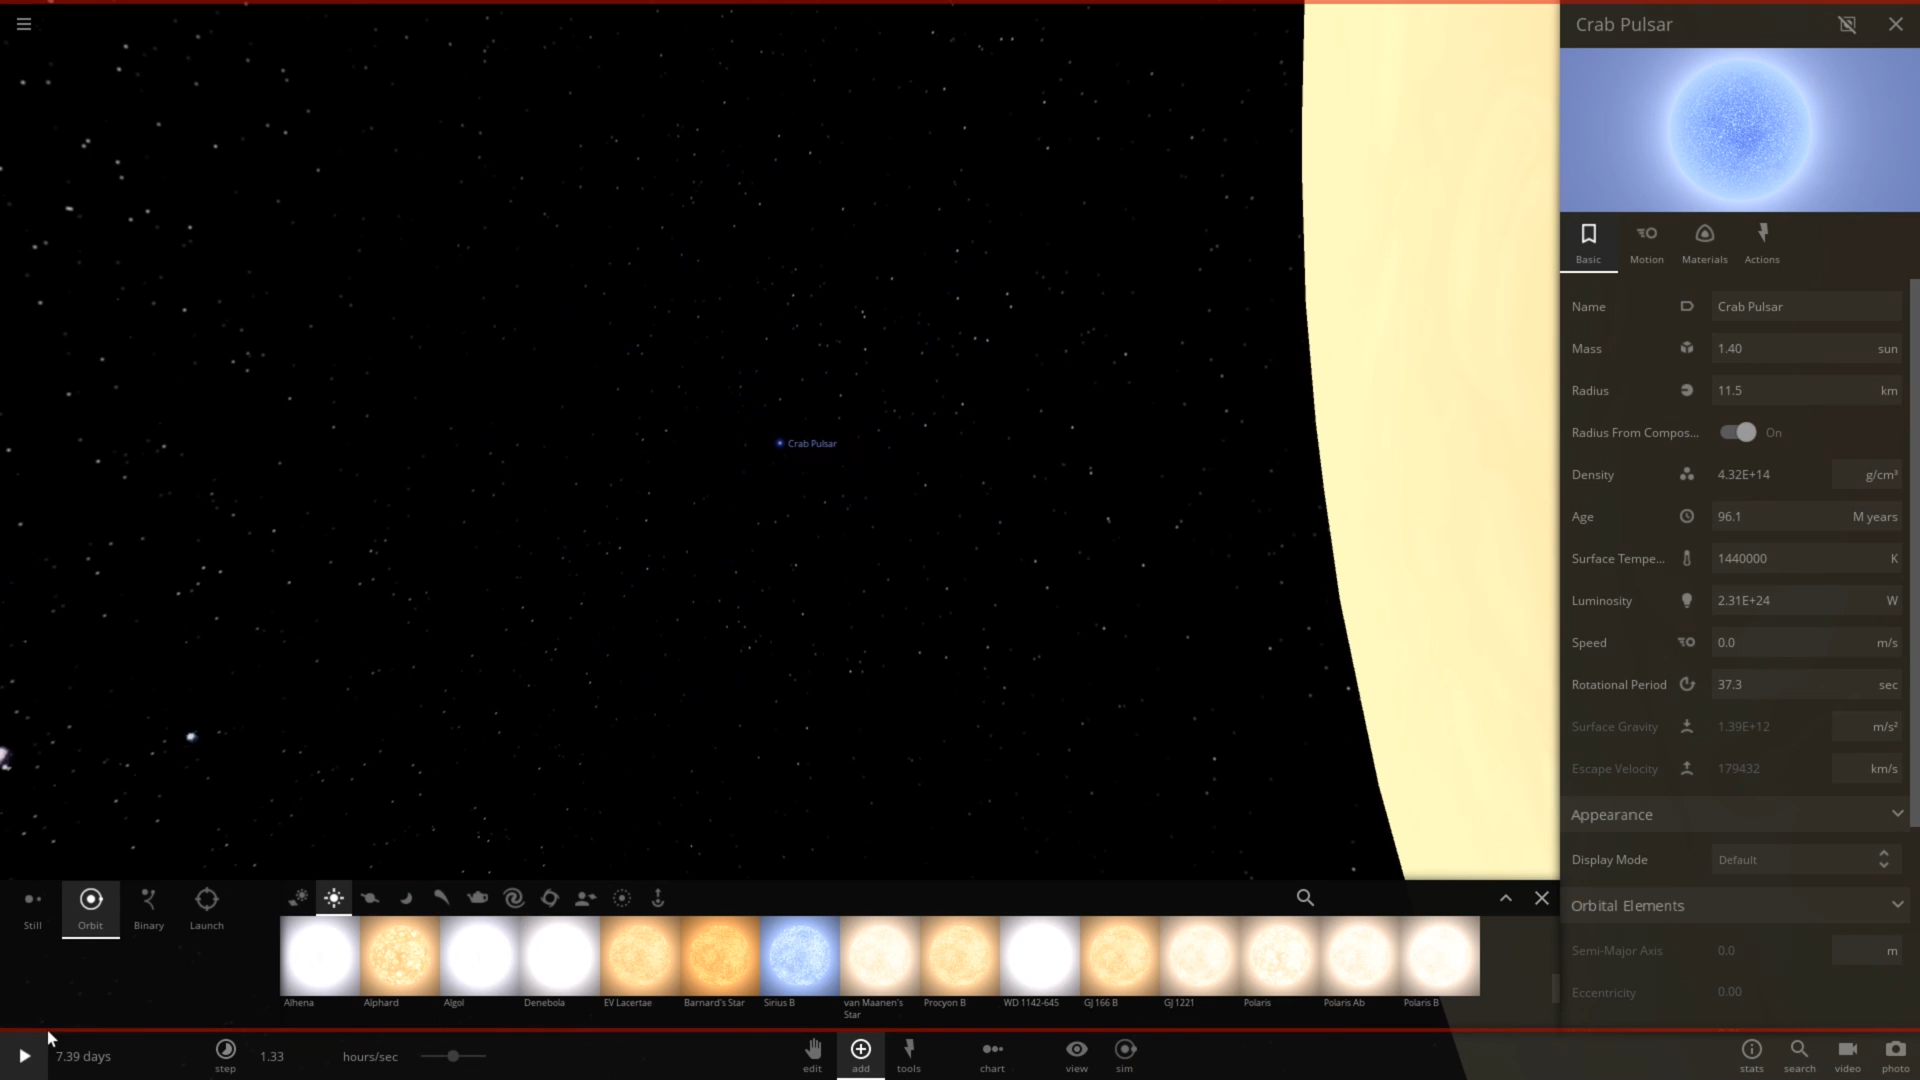 Crab Pulsar
Basic Motion Materials Actions
Name Crab Pulsar
Mass 1.40 sun
Radius 11.5 km
Radius From Compos... On
Density 4.32E+14 g/cm³
Age 96.1 M years
Surface Tempe... 1440000 K
Luminosity 2.31E+24 W
Speed 0.0 m/s
Rotational Period 37.3 sec
Surface Gravity 1.39E+12 m/s²
Escape Velocity 179432 km/s
Appearance
Display Mode Default
Orbital Elements
Semi-Major Axis 0.0 m
Eccentricity 0.00
Crab Pulsar
Still Orbit Binary Launch
Alhena Alphard Algol Denebola EV Lacertae Barnard's Star Sirius B van Maanen's Procyon B WD 1142-645 GJ 166 B GJ 1221 Polaris Polaris Ab Polaris B
Star
7.39 days step 1.33 hours/sec edit add tools chart view sim stats search video photo